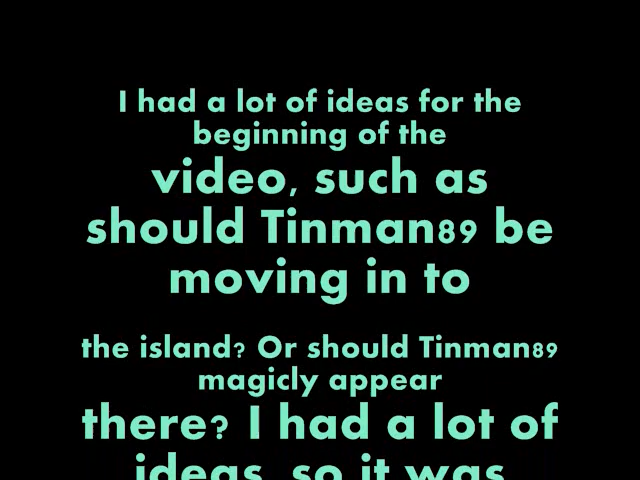 I had a lot of ideas for the
beginning of the
video, such as
should Tinman89 be
moving in to
the island? Or should Tinman89
magicly appear
there? I had a lot of
ideas, so it was